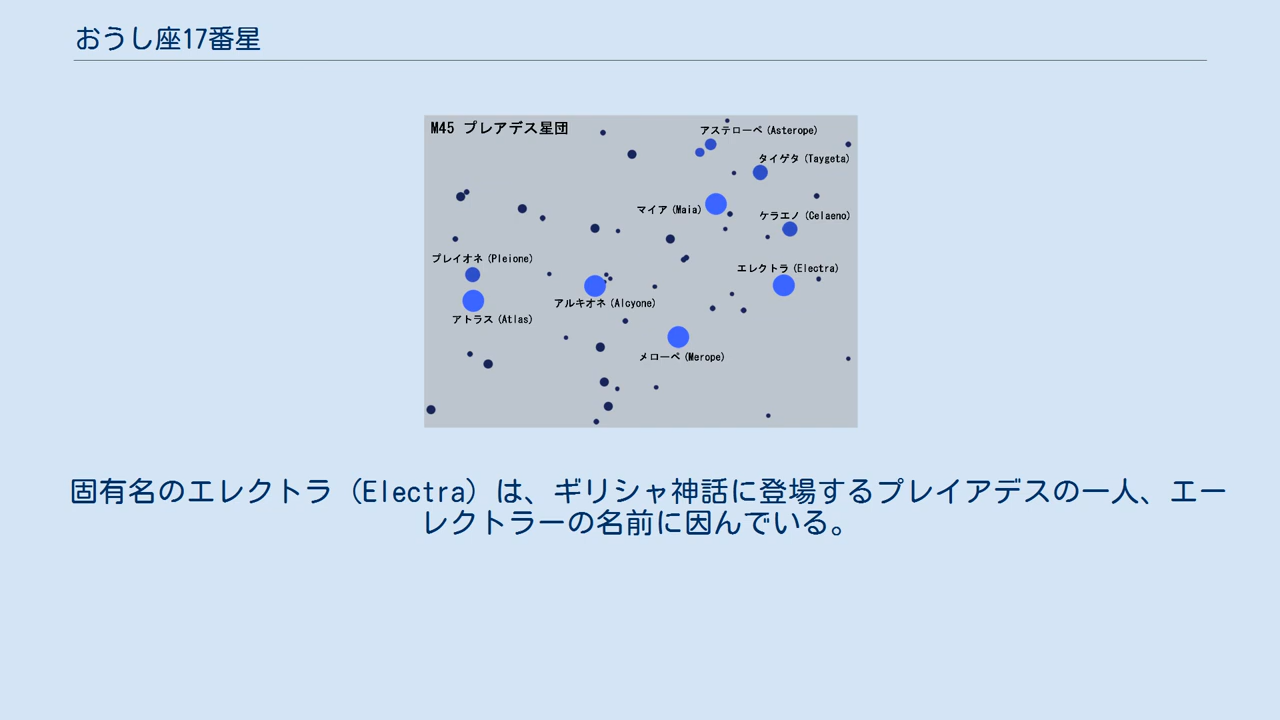 おうし座17番星
M45 プレアデス星団
アステローペ (Asterope)
タイゲタ (Taygeta)
マイア (Maia)
ケラエノ (Celaeno)
プレイオネ (Pleione)
エレクトラ (Electra)
アルキオネ (Alcyone)
アトラス (Atlas)
メローペ (Merope)
固有名のエレクトラ（Electra）は、ギリシャ神話に登場するプレイアデスの一人、エー
レクトラーの名前に因んでいる。